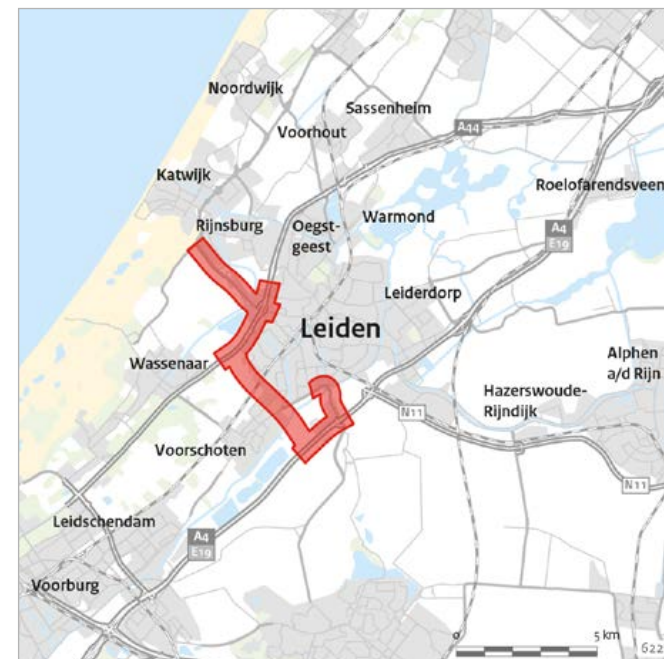 Noordwijk
Sassenheim
A44
Voorhout
Katwijk
Roelofarendsveen
Rijnsburg
Oegst-
geest
Warmond
A4
E19
Leiderdorp
Leiden
Wassenaar
Alphen
a/d Rijn
Hazerswoude-
Rijndijk
N11
Voorschoten
N11
Leidschendam
A4
E19
Voorburg
0
5 km
622